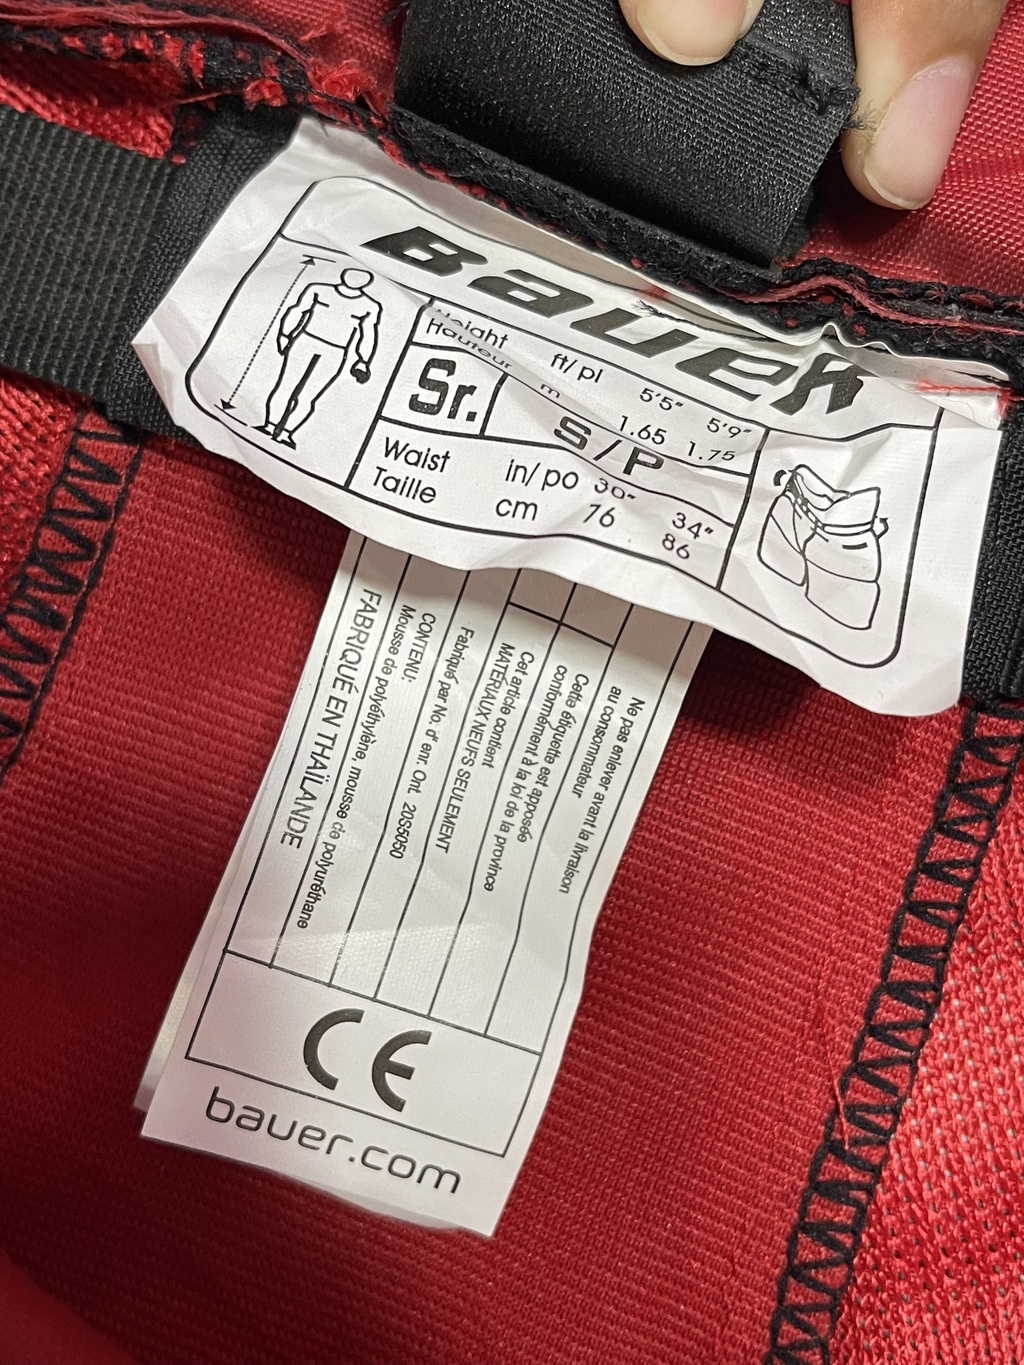 BAUER
Height ft/pl 5'5" 5'9"
Hauteur m 1.65 1.75
Sr. S/P
Waist in/po 30" 34"
Taille cm 76 86
Ne pas enlever avant la livraison
au consommateur
Cette étiquette est apposée
conformément à la loi de la province
Cet article contient
MATÉRIAUX NEUFS SEULEMENT
Fabriqué par No. d'enr. Ont. 20S5050
CONTENU:
Mousse de polyéthylène, mousse de polyuréthane
FABRIQUÉ EN THAÏLANDE
CE
bauer.com